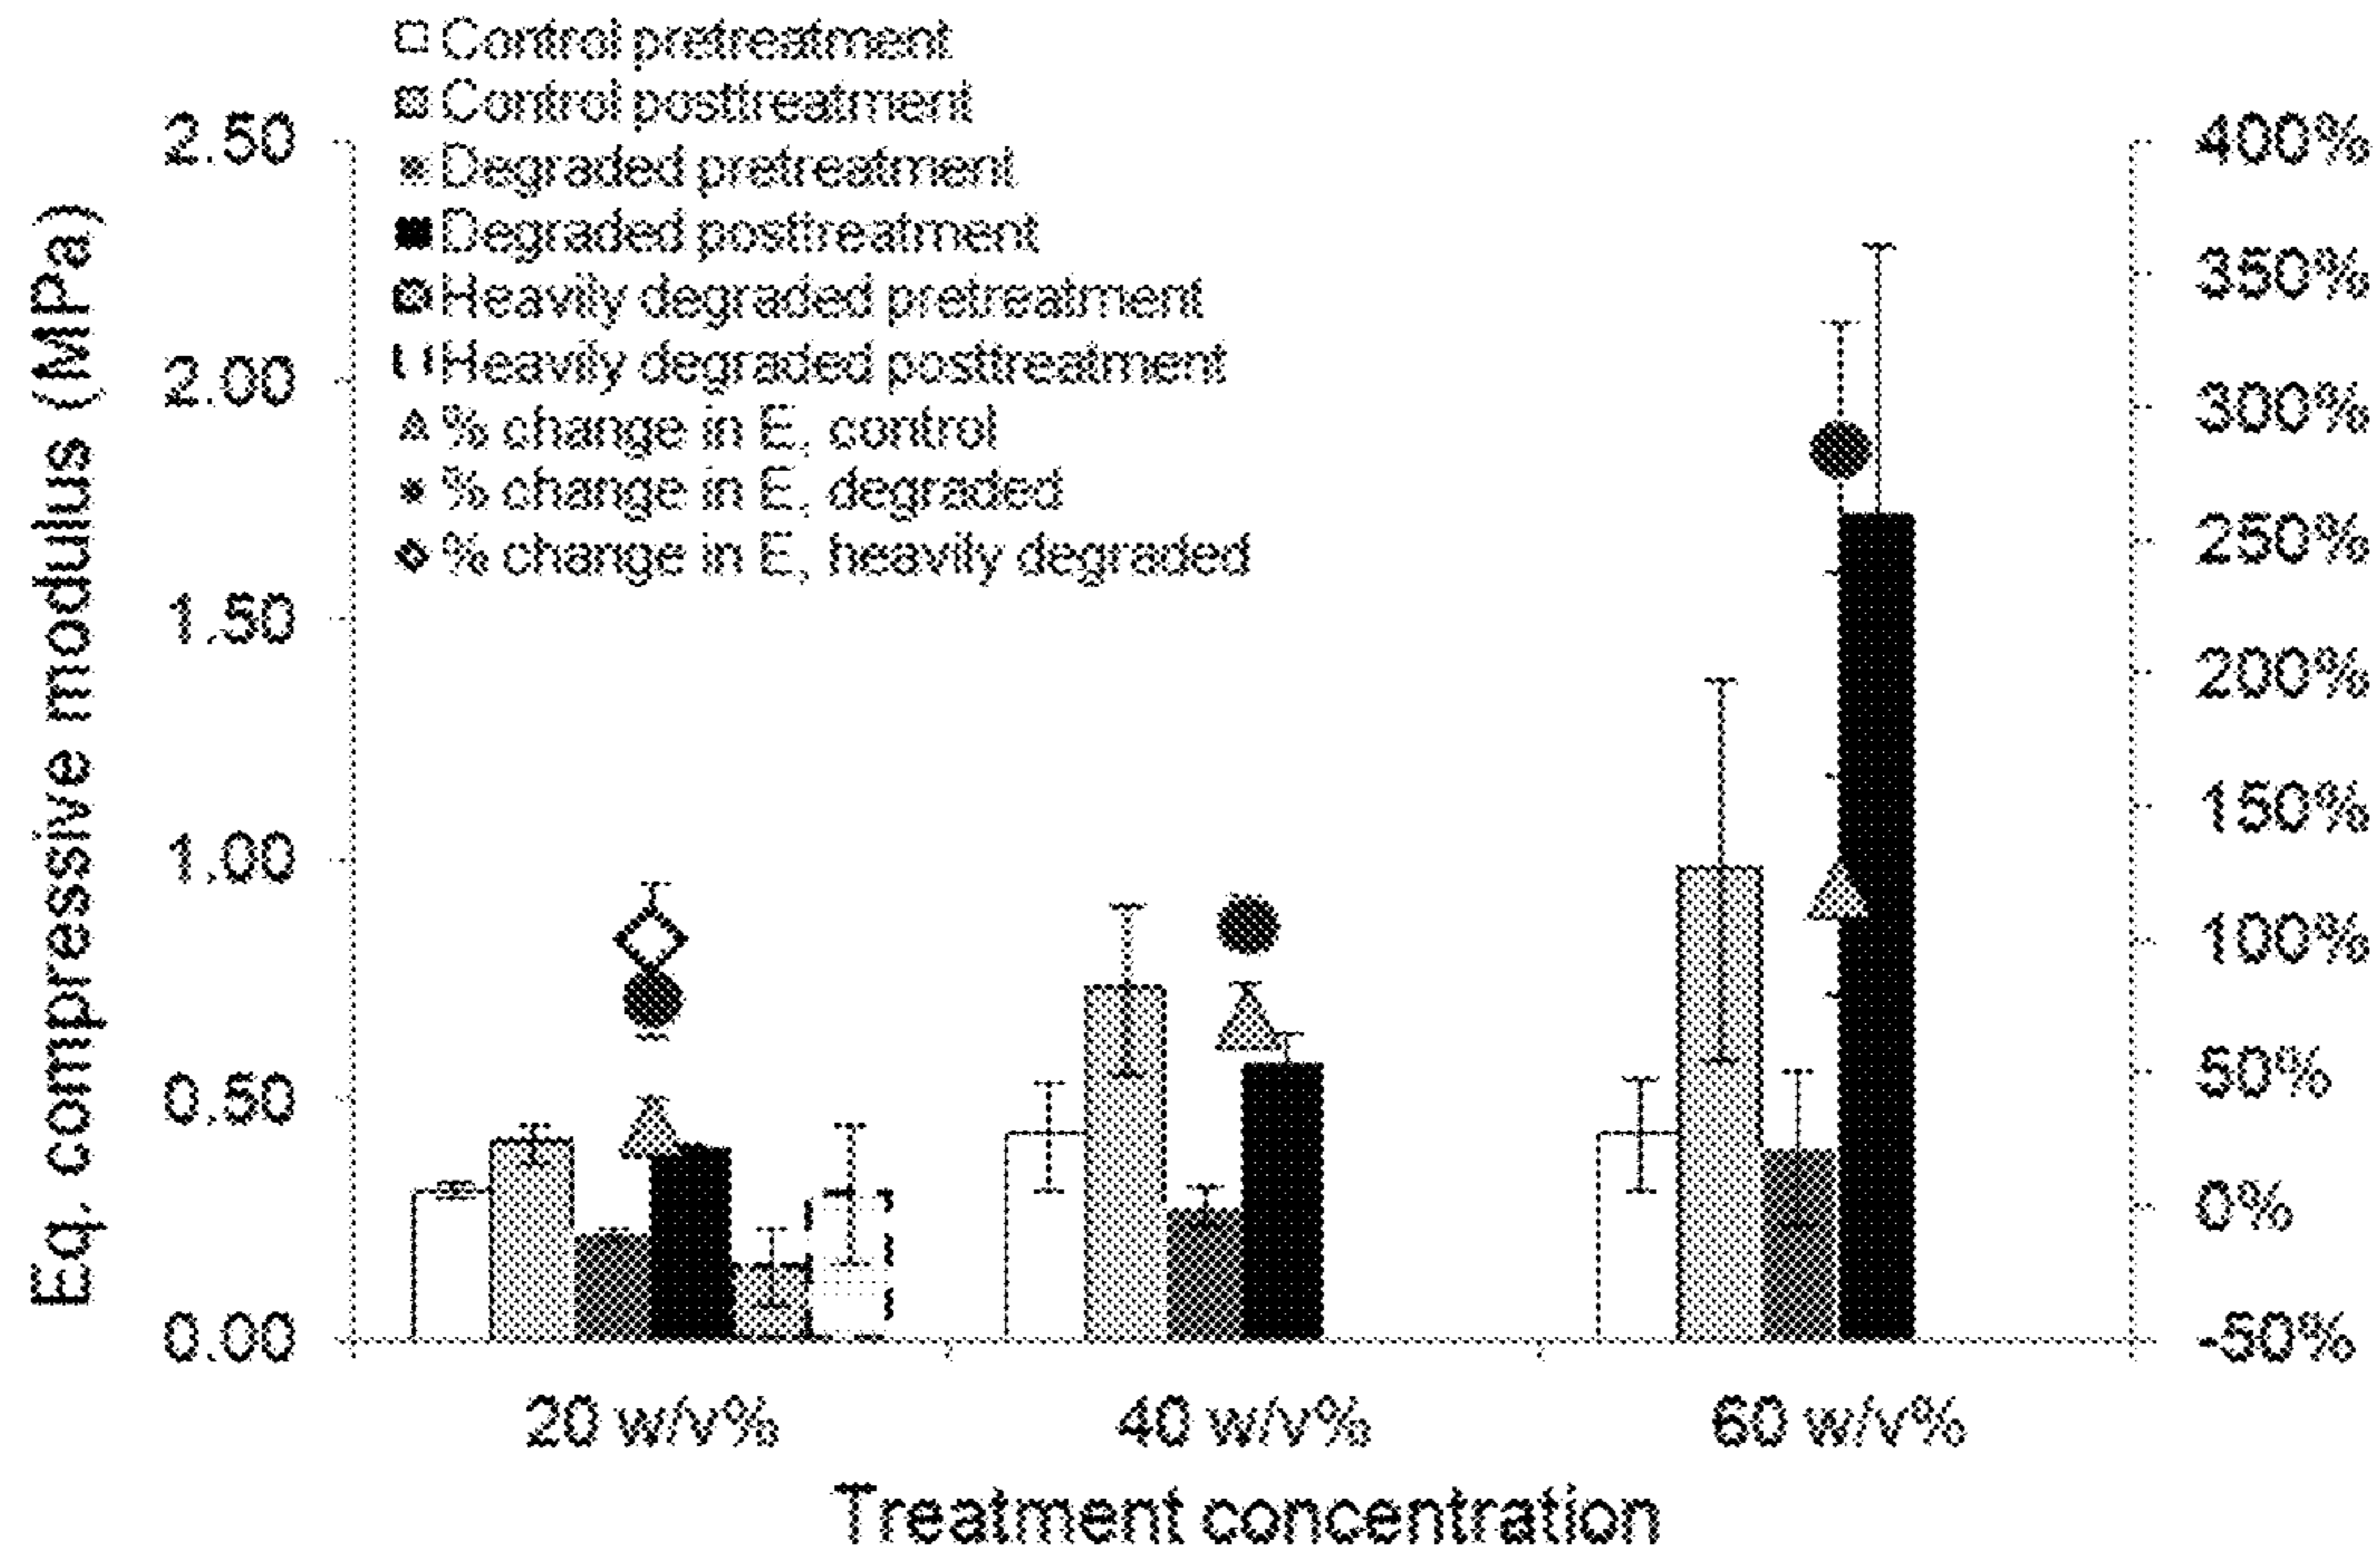 Control pretreatment
Control posttreatment
Degraded pretreatment
Degraded posttreatment
Heavily degraded pretreatment
Heavily degraded posttreatment
% change in E, control
% change in E, degraded
% change in E, heavily degraded
Eq. compressive modulus (MPa)
2.50
2.00
1.50
1.00
0.50
0.00
400%
350%
300%
250%
200%
150%
100%
50%
0%
-50%
20 w/v%
40 w/v%
60 w/v%
Treatment concentration